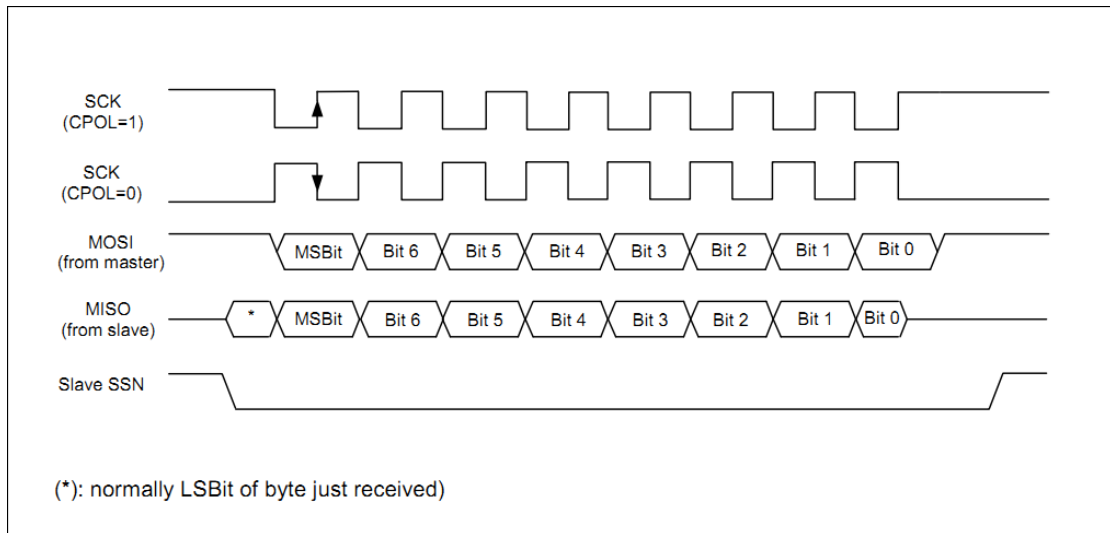 SCK
(CPOL=1)
SCK
(CPOL=0)
MOSI
(from master)
MSBit Bit 6 Bit 5 Bit 4 Bit 3 Bit 2 Bit 1 Bit 0
MISO
(from slave)
* MSBit Bit 6 Bit 5 Bit 4 Bit 3 Bit 2 Bit 1 Bit 0
Slave SSN
(*): normally LSBit of byte just received)